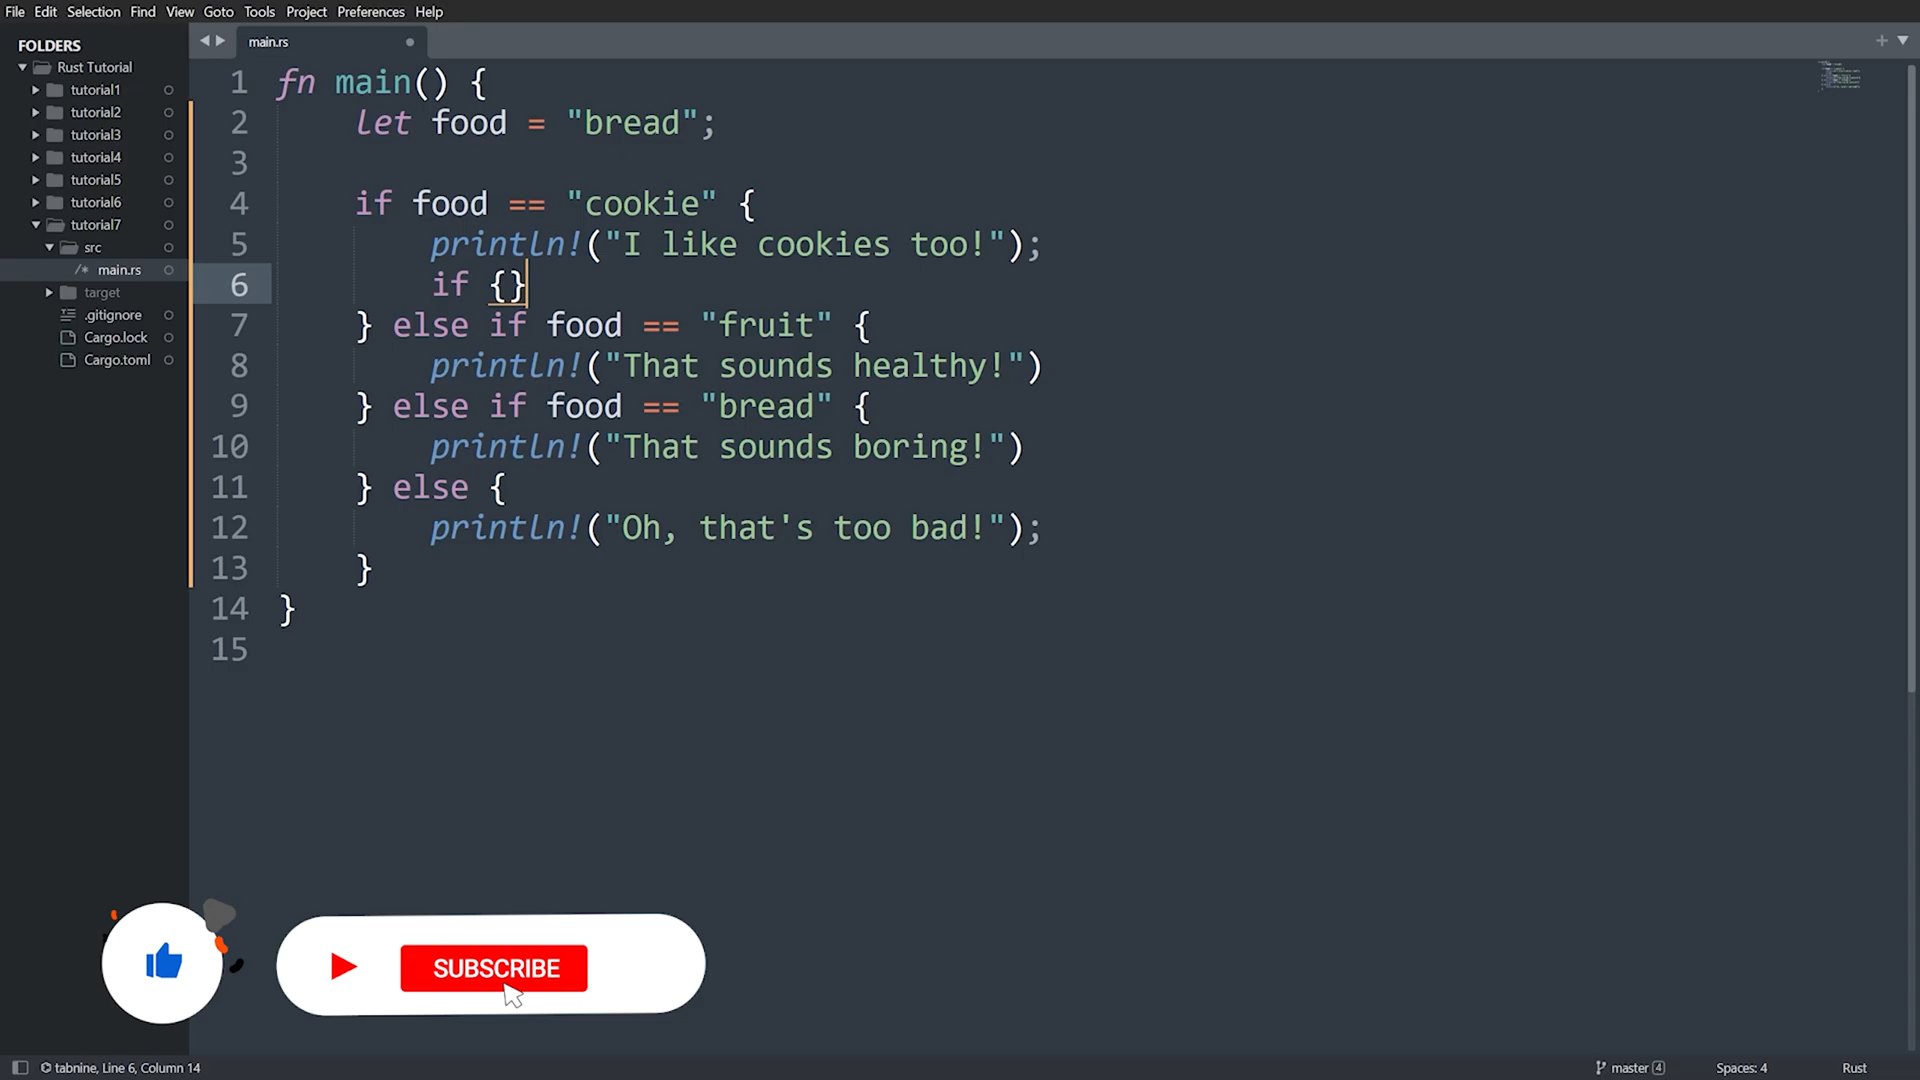 File Edit Selection Find View Goto Tools Project Preferences Help
FOLDERS
Rust Tutorial
tutorial1
tutorial2
tutorial3
tutorial4
tutorial5
tutorial6
tutorial7
src
/* main.rs
target
.gitignore
Cargo.lock
Cargo.toml
main.rs
1 fn main() {
2 let food = "bread";
3
4 if food == "cookie" {
5 println!("I like cookies too!");
6 if {}
7 } else if food == "fruit" {
8 println!("That sounds healthy!")
9 } else if food == "bread" {
10 println!("That sounds boring!")
11 } else {
12 println!("Oh, that's too bad!");
13 }
14 }
15
SUBSCRIBE
tabnine, Line 6, Column 14
master 4
Spaces: 4
Rust